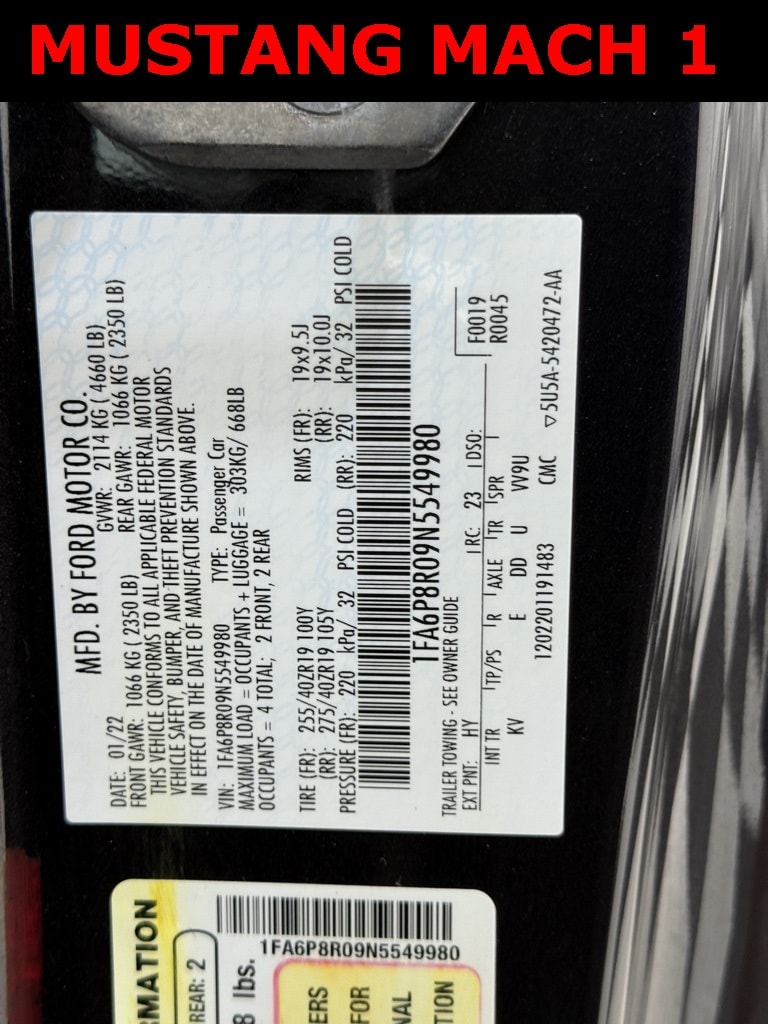 MUSTANG MACH 1
MFD. BY FORD MOTOR CO.
DATE: 01/22 GVWR: 2114 KG ( 4660 LB)
FRONT GAWR: 1066 KG (2350 LB) REAR GAWR: 1066 KG ( 2350 LB)
THIS VEHICLE CONFORMS TO ALL APPLICABLE FEDERAL MOTOR
VEHICLE SAFETY, BUMPER, AND THEFT PREVENTION STANDARDS
IN EFFECT ON THE DATE OF MANUFACTURE SHOWN ABOVE.
VIN: 1FA6P8R09N5549980 TYPE: Passenger Car
MAXIMUM LOAD = OCCUPANTS + LUGGAGE = 303KG/ 668LB
OCCUPANTS = 4 TOTAL; 2 FRONT, 2 REAR
TIRE (FR): 255/40ZR19 100Y RIMS (FR): 19x9.5J
(RR): 275/40ZR19 105Y (RR): 19x10.0J
PRESSURE (FR): 220 kPa/ 32 PSI COLD (RR): 220 kPa/ 32 PSI COLD
1FA6P8R09N5549980
TRAILER TOWING - SEE OWNER GUIDE
EXT PNT: HY RC: 23 DSO: F0019
R0045
INT TR TP/PS R AXLE TR SPR
KV E DD U VV9U
1202201191483 CMC ▽5U5A-5420472-AA
RMATION
REAR: 2
1FA6P8R09N5549980
8 lbs.
ERS
FOR
NAL
TION